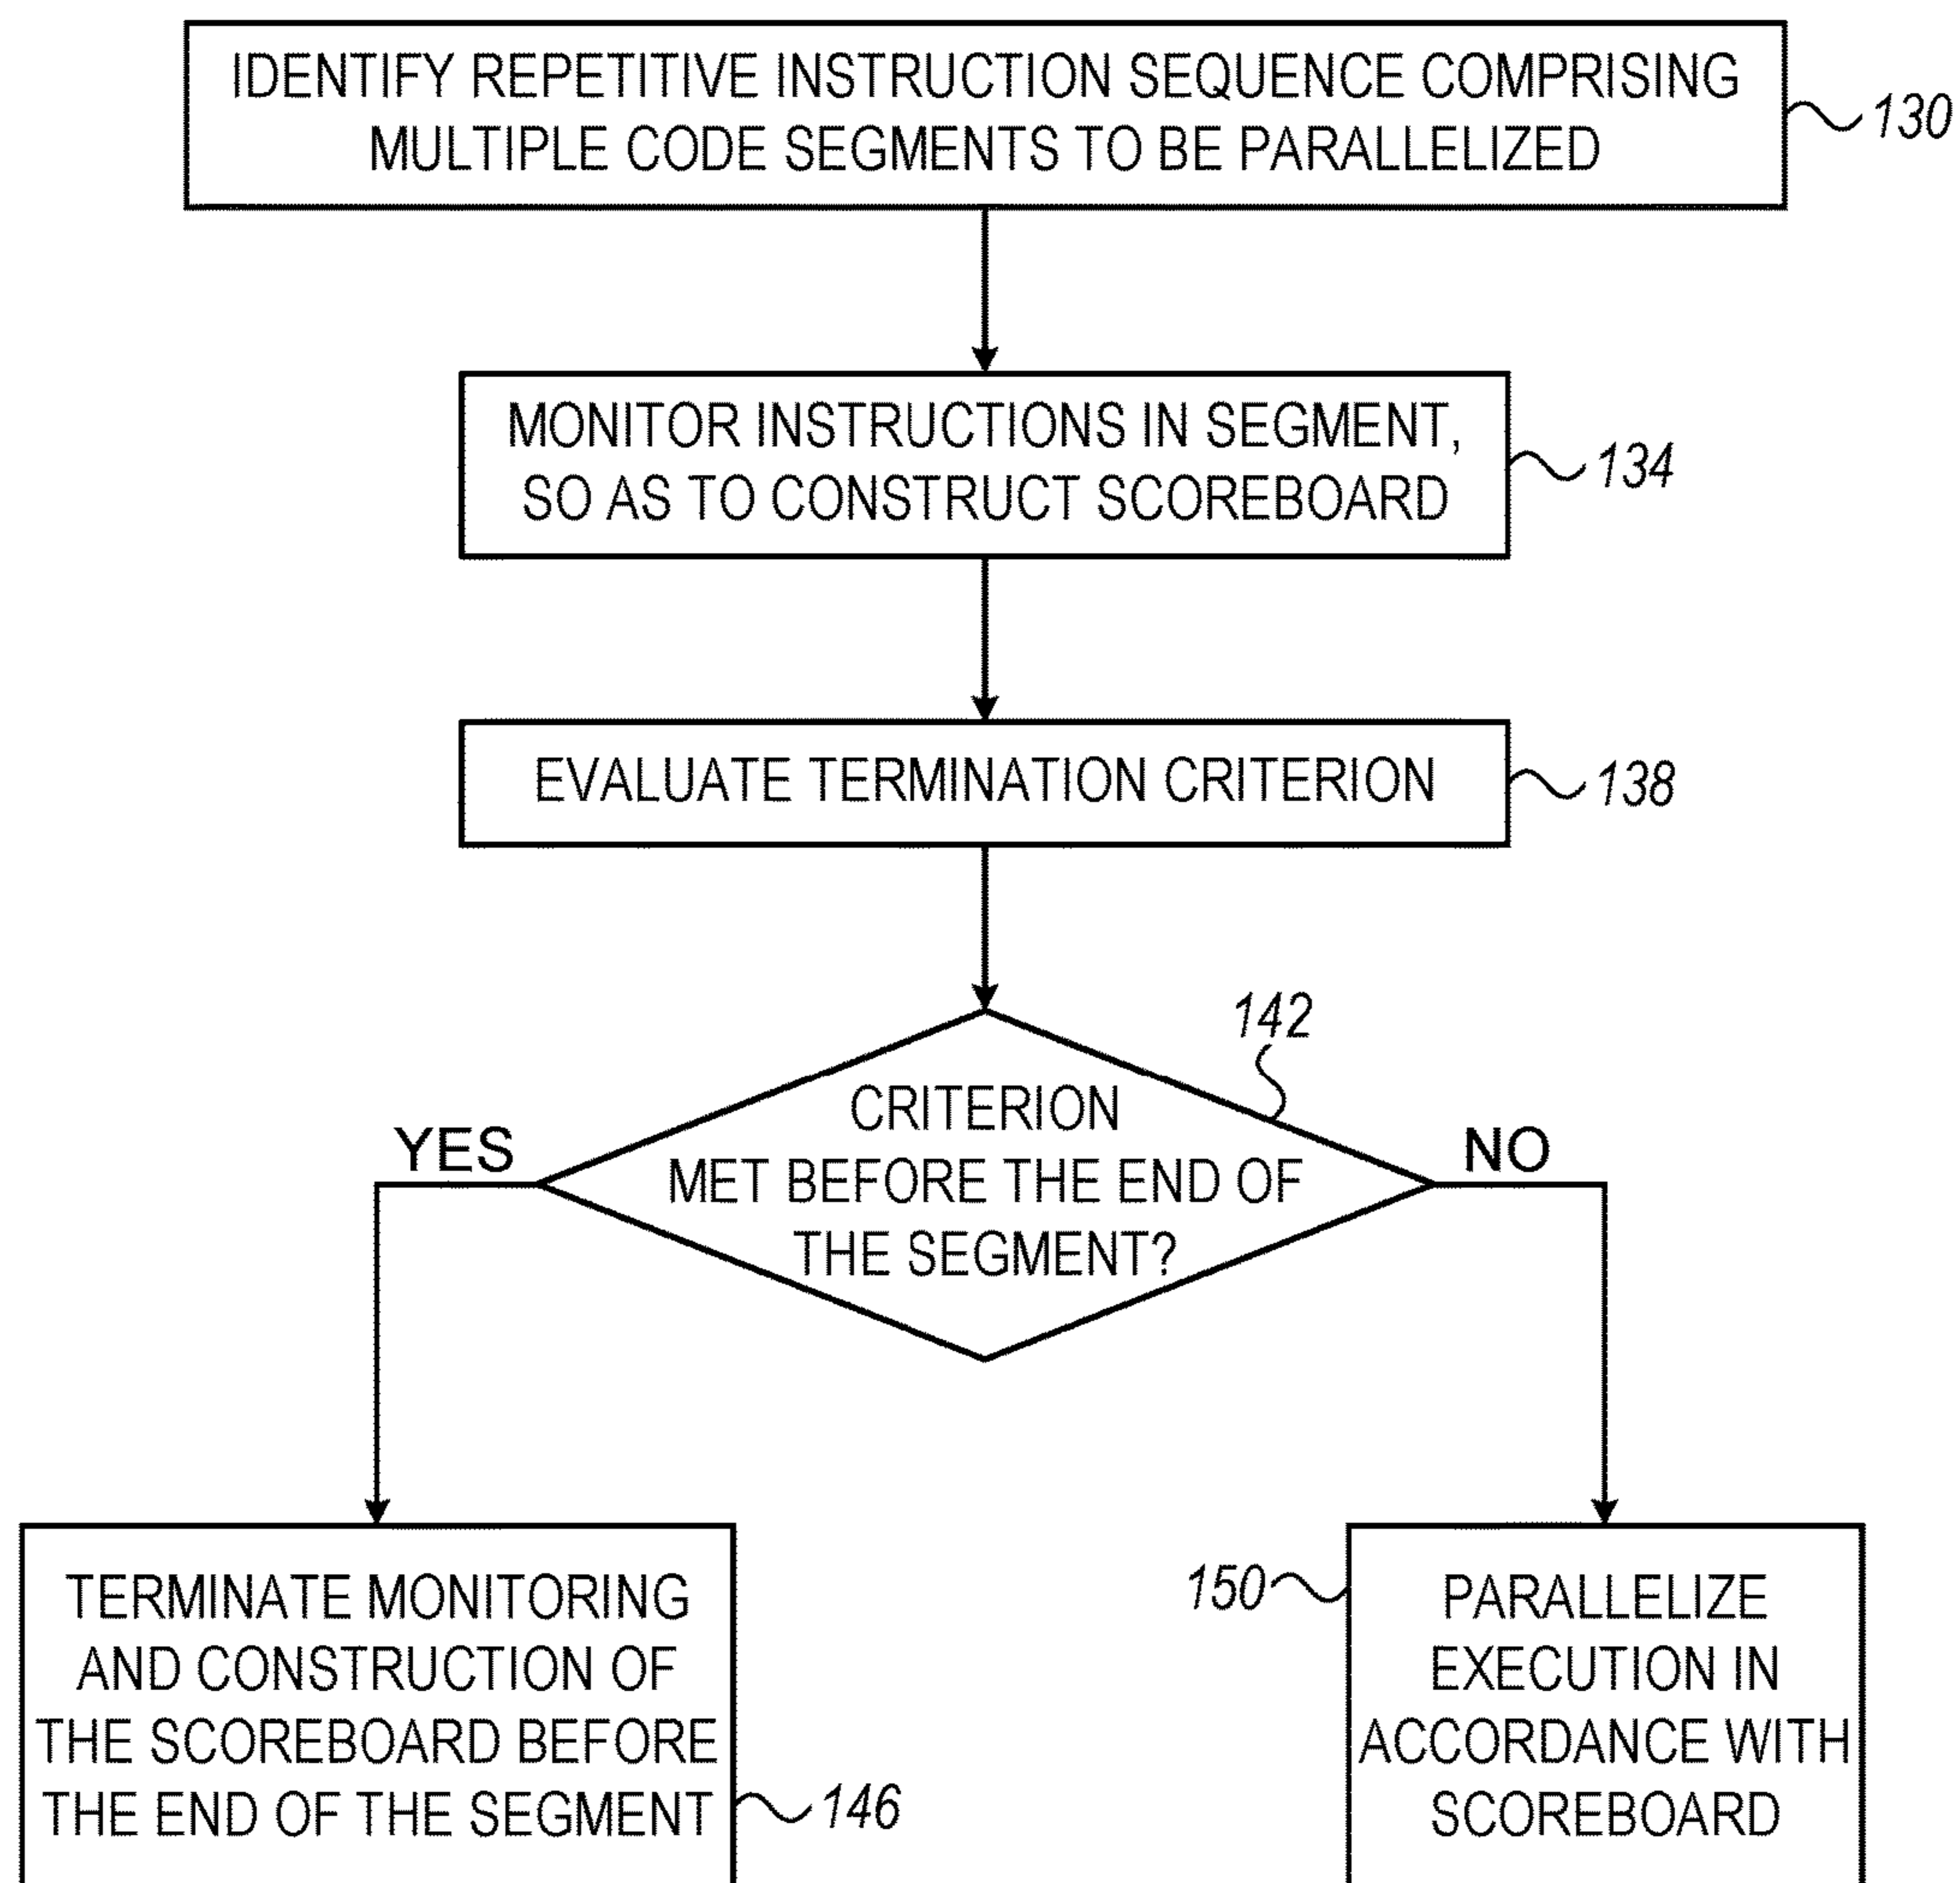 IDENTIFY REPETITIVE INSTRUCTION SEQUENCE COMPRISING
MULTIPLE CODE SEGMENTS TO BE PARALLELIZED
130
MONITOR INSTRUCTIONS IN SEGMENT,
SO AS TO CONSTRUCT SCOREBOARD
134
EVALUATE TERMINATION CRITERION
138
142
CRITERION
MET BEFORE THE END OF
THE SEGMENT?
YES
NO
TERMINATE MONITORING
AND CONSTRUCTION OF
THE SCOREBOARD BEFORE
THE END OF THE SEGMENT
146
150
PARALLELIZE
EXECUTION IN
ACCORDANCE WITH
SCOREBOARD